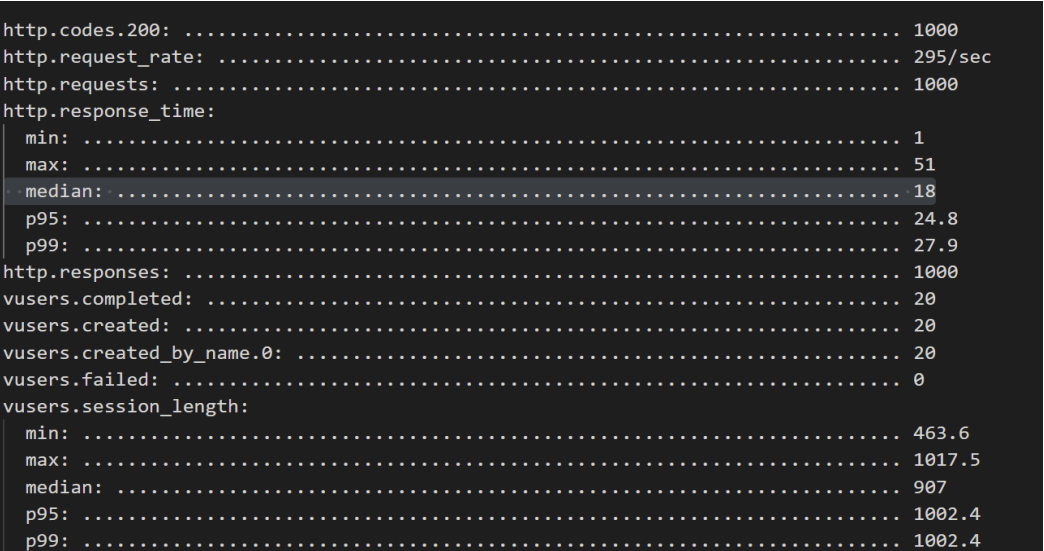 http.codes.200: ................................................................ 1000
http.request_rate: ............................................................. 295/sec
http.requests: ................................................................. 1000
http.response_time:
  min: ......................................................................... 1
  max: ......................................................................... 51
  median: ...................................................................... 18
  p95: ......................................................................... 24.8
  p99: ......................................................................... 27.9
http.responses: ................................................................ 1000
vusers.completed: .............................................................. 20
vusers.created: ................................................................ 20
vusers.created_by_name.0: ...................................................... 20
vusers.failed: ................................................................. 0
vusers.session_length:
  min: ......................................................................... 463.6
  max: ......................................................................... 1017.5
  median: ...................................................................... 907
  p95: ......................................................................... 1002.4
  p99: ......................................................................... 1002.4